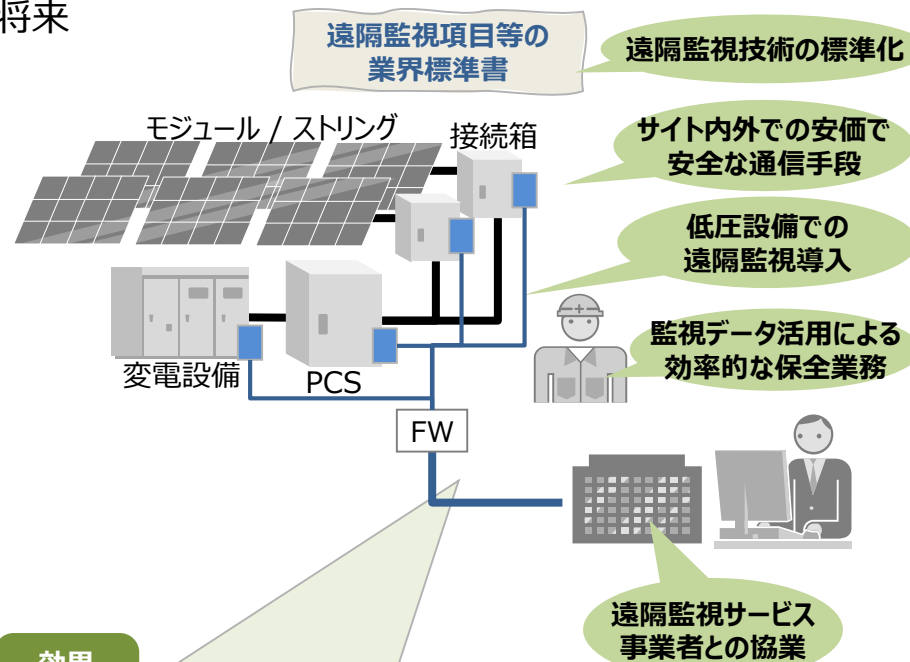 将来
遠隔監視項目等の
業界標準書
遠隔監視技術の標準化
モジュール / ストリング
接続箱
サイト内外での安価で
安全な通信手段
低圧設備での
遠隔監視導入
監視データ活用による
効率的な保全業務
変電設備
PCS
FW
遠隔監視サービス
事業者との協業
効果